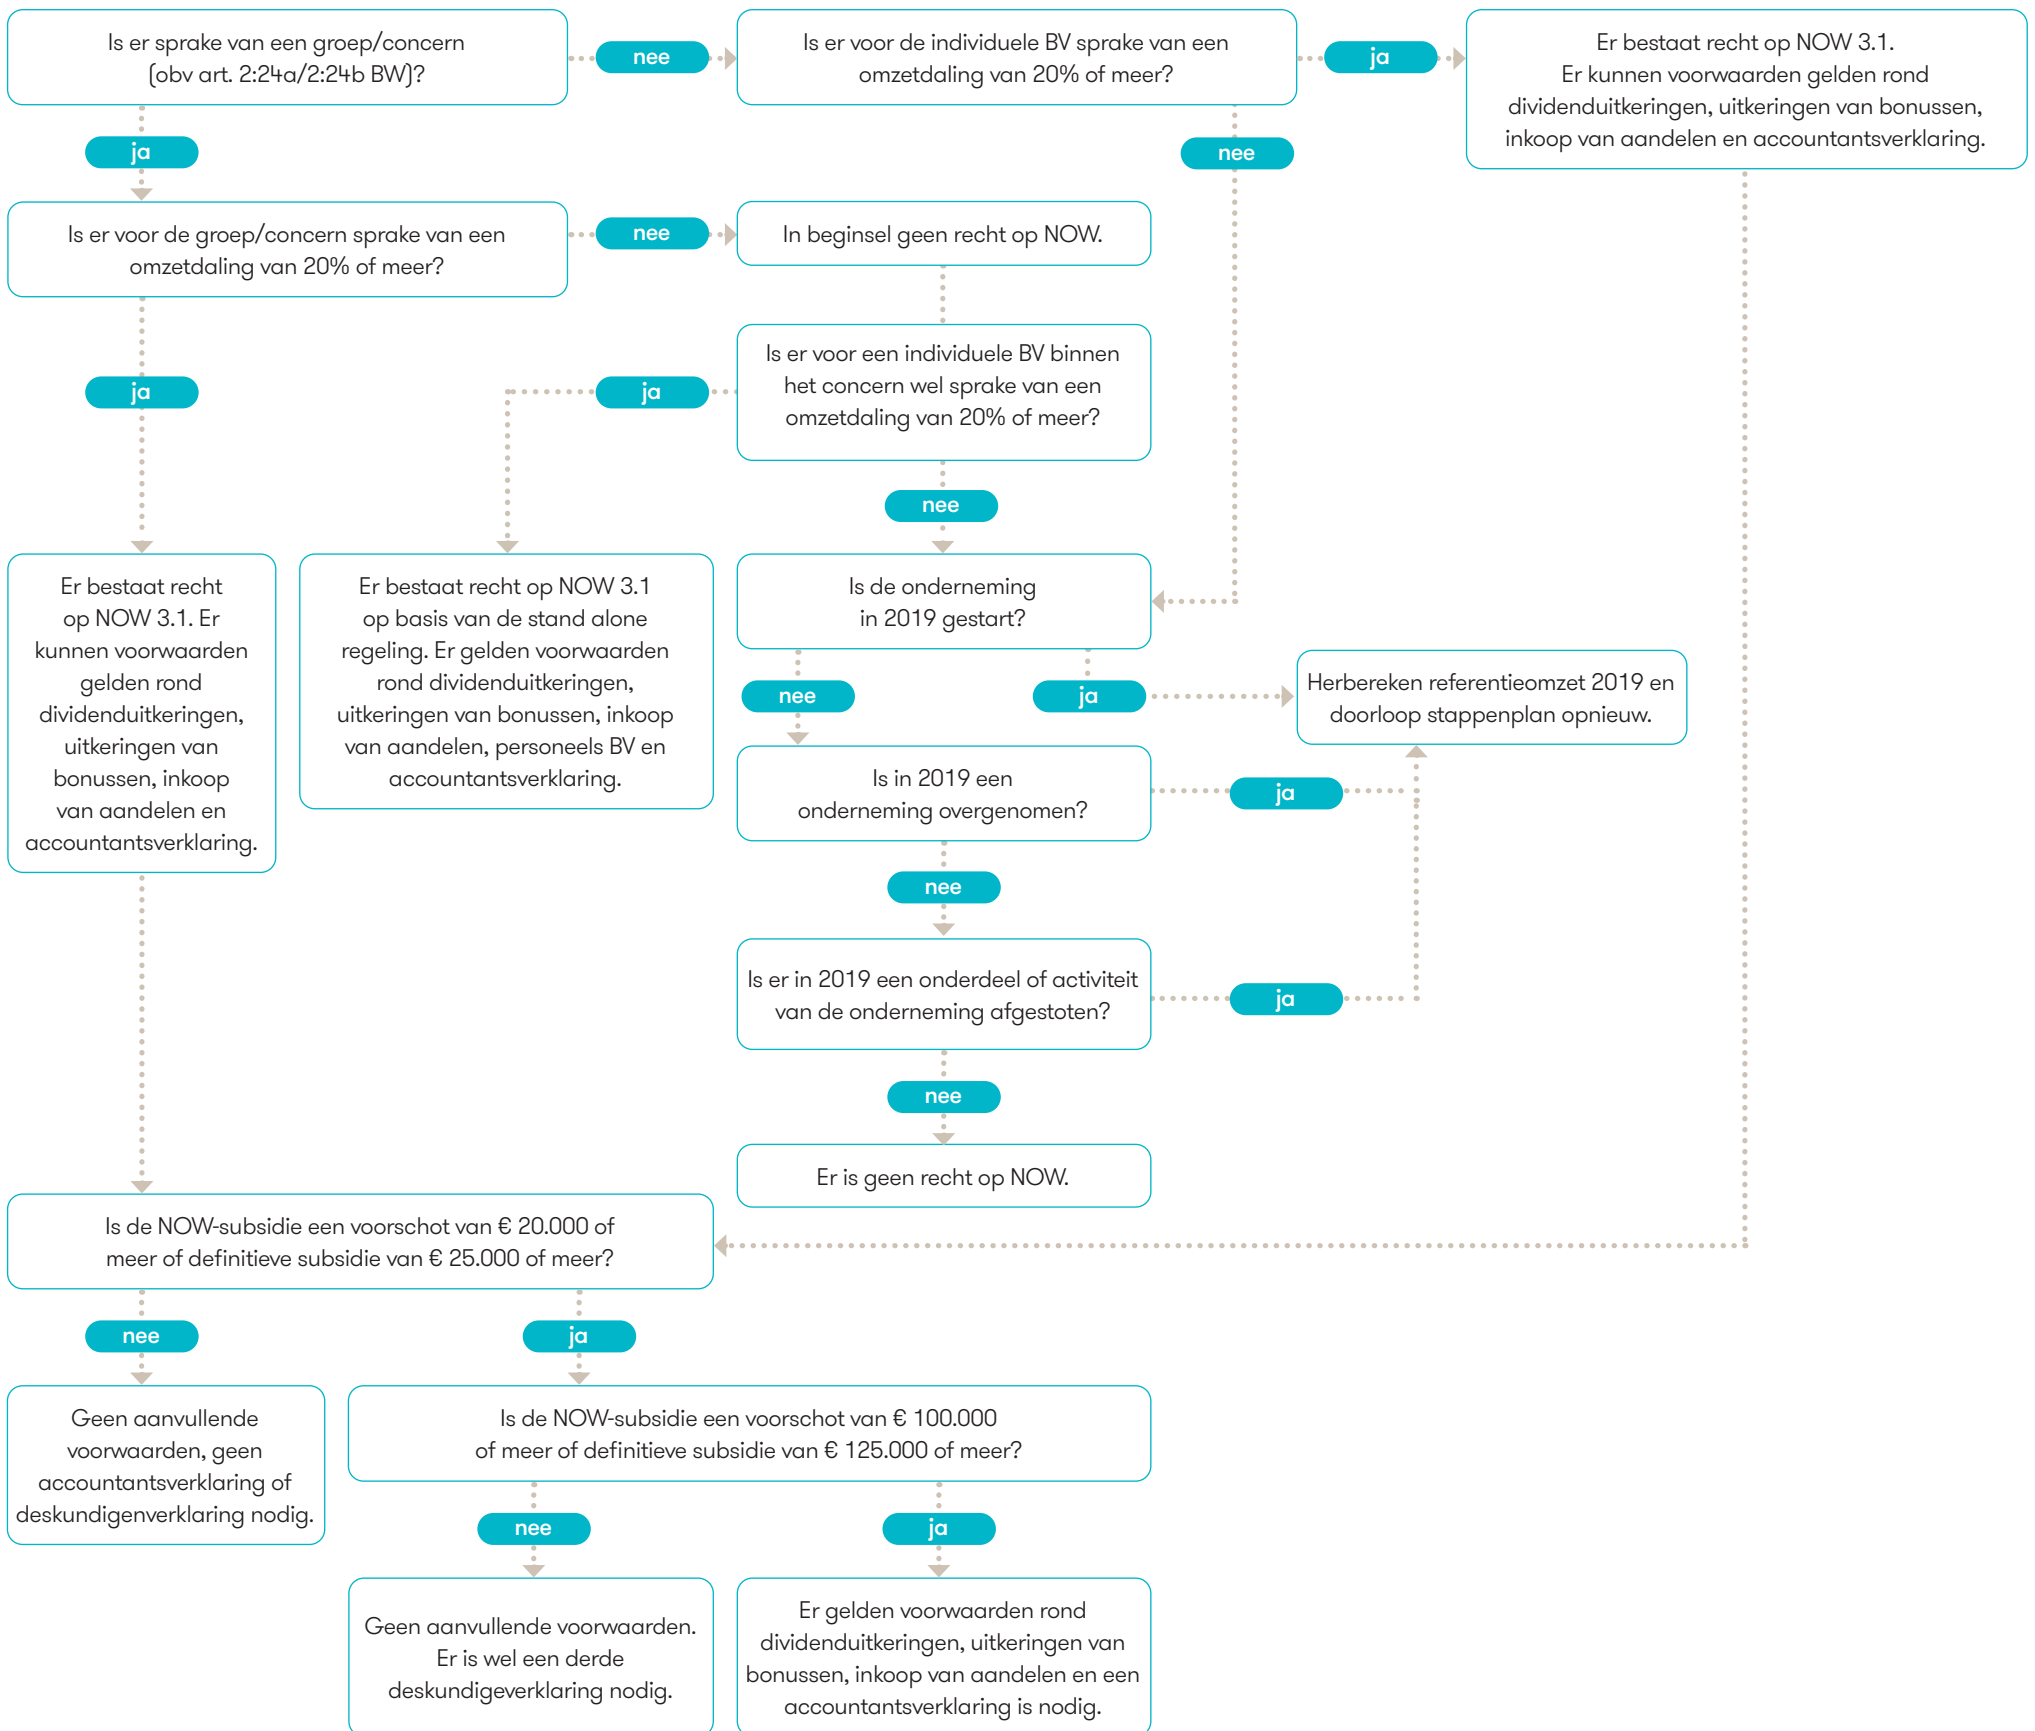 Is er sprake van een groep/concern
(obv art. 2:24a/2:24b BW)?
nee
Is er voor de individuele BV sprake van een
omzetdaling van 20% of meer?
ja
Er bestaat recht op NOW 3.1.
Er kunnen voorwaarden gelden rond
dividenduitkeringen, uitkeringen van bonussen,
inkoop van aandelen en accountantsverklaring.
ja
nee
Is er voor de groep/concern sprake van een
omzetdaling van 20% of meer?
nee
In beginsel geen recht op NOW.
Is er voor een individuele BV binnen
het concern wel sprake van een
omzetdaling van 20% of meer?
ja
ja
nee
Er bestaat recht
op NOW 3.1. Er
kunnen voorwaarden
gelden rond
dividenduitkeringen,
uitkeringen van
bonussen, inkoop
van aandelen en
accountantsverklaring.
Er bestaat recht op NOW 3.1
op basis van de stand alone
regeling. Er gelden voorwaarden
rond dividenduitkeringen,
uitkeringen van bonussen, inkoop
van aandelen, personeels BV en
accountantsverklaring.
Is de onderneming
in 2019 gestart?
nee
ja
Herbereken referentieomzet 2019 en
doorloop stappenplan opnieuw.
Is in 2019 een
onderneming overgenomen?
ja
nee
Is er in 2019 een onderdeel of activiteit
van de onderneming afgestoten?
ja
nee
Er is geen recht op NOW.
Is de NOW-subsidie een voorschot van € 20.000 of
meer of definitieve subsidie van € 25.000 of meer?
nee
ja
Geen aanvullende
voorwaarden, geen
accountantsverklaring of
deskundigenverklaring nodig.
Is de NOW-subsidie een voorschot van € 100.000
of meer of definitieve subsidie van € 125.000 of meer?
nee
ja
Geen aanvullende voorwaarden.
Er is wel een derde
deskundigeverklaring nodig.
Er gelden voorwaarden rond
dividenduitkeringen, uitkeringen van
bonussen, inkoop van aandelen en een
accountantsverklaring is nodig.